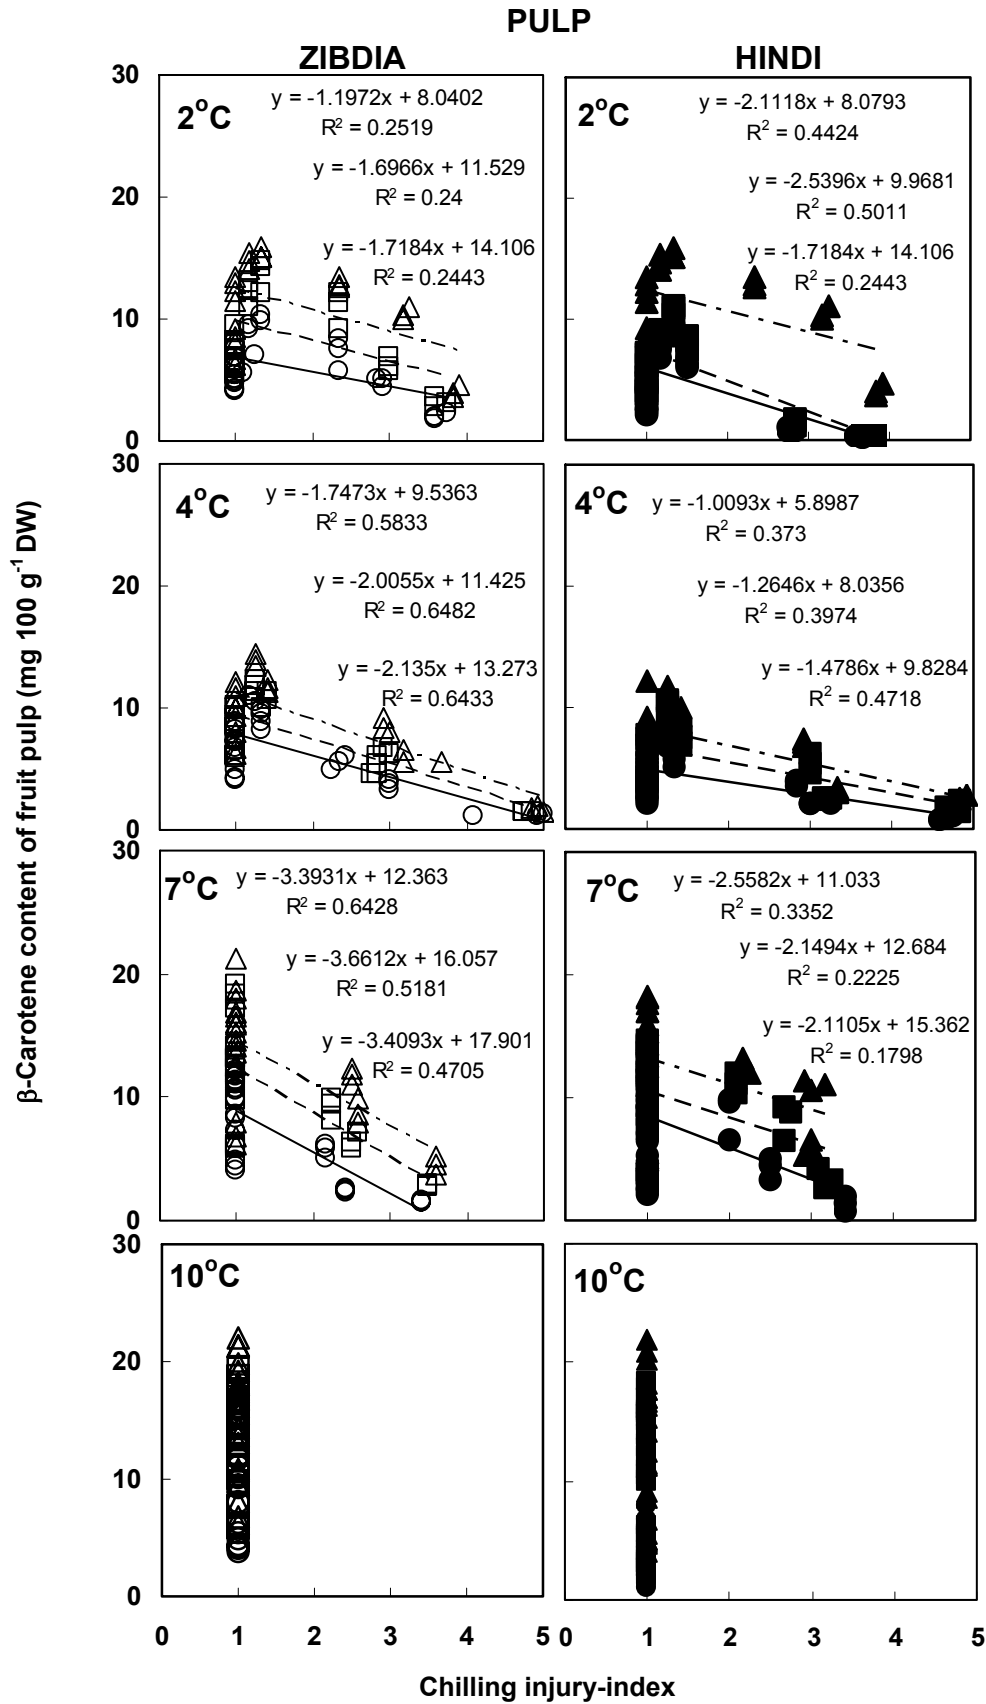 PULP
ZIBDIA HINDI
30
2°C
y = -1.1972x + 8.0402
R² = 0.2519
y = -1.6966x + 11.529
R² = 0.24
y = -1.7184x + 14.106
R² = 0.2443
20
10
0
2°C
y = -2.1118x + 8.0793
R² = 0.4424
y = -2.5396x + 9.9681
R² = 0.5011
y = -1.7184x + 14.106
R² = 0.2443
30
4°C
y = -1.7473x + 9.5363
R² = 0.5833
y = -2.0055x + 11.425
R² = 0.6482
y = -2.135x + 13.273
R² = 0.6433
20
10
0
4°C
y = -1.0093x + 5.8987
R² = 0.373
y = -1.2646x + 8.0356
R² = 0.3974
y = -1.4786x + 9.8284
R² = 0.4718
30
7°C
y = -3.3931x + 12.363
R² = 0.6428
y = -3.6612x + 16.057
R² = 0.5181
y = -3.4093x + 17.901
R² = 0.4705
20
10
0
7°C
y = -2.5582x + 11.033
R² = 0.3352
y = -2.1494x + 12.684
R² = 0.2225
y = -2.1105x + 15.362
R² = 0.1798
30
10°C
20
10
0
10°C
0 1 2 3 4 5 0 1 2 3 4 5
Chilling injury-index
β-Carotene content of fruit pulp (mg 100 g⁻¹ DW)